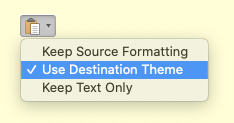 Keep Source Formatting
✓ Use Destination Theme
Keep Text Only